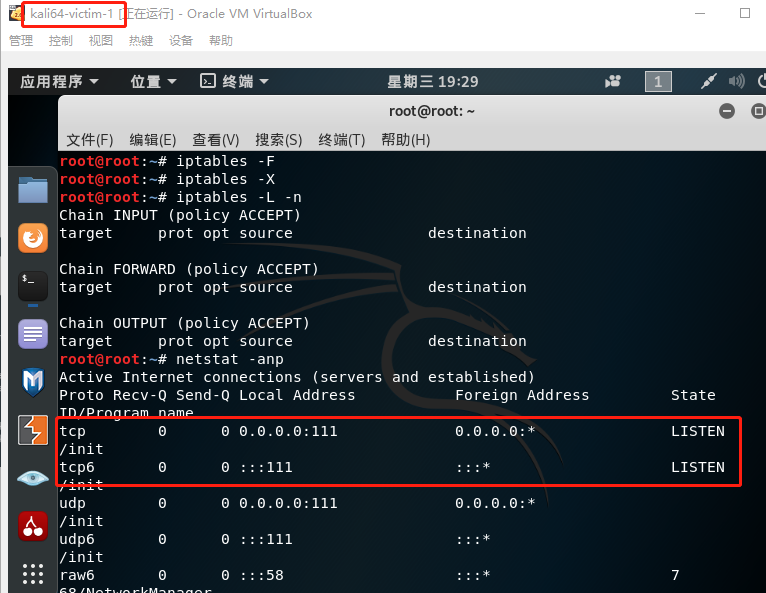 kali64-victim-1 [正在运行] - Oracle VM VirtualBox
管理 控制 视图 热键 设备 帮助
应用程序 位置 终端 星期三 19:29 1
root@root: ~
文件(F) 编辑(E) 查看(V) 搜索(S) 终端(T) 帮助(H)
root@root:~# iptables -F
root@root:~# iptables -X
root@root:~# iptables -L -n
Chain INPUT (policy ACCEPT)
target     prot opt source               destination

Chain FORWARD (policy ACCEPT)
target     prot opt source               destination

Chain OUTPUT (policy ACCEPT)
target     prot opt source               destination
root@root:~# netstat -anp
Active Internet connections (servers and established)
Proto Recv-Q Send-Q Local Address           Foreign Address         State
ID/Program name
tcp        0      0 0.0.0.0:111             0.0.0.0:*               LISTEN
/init
tcp6       0      0 :::111                  :::*                    LISTEN
/init
udp        0      0 0.0.0.0:111             0.0.0.0:*
/init
udp6       0      0 :::111                  :::*
/init
raw6       0      0 :::58                   :::*                    7
68/NetworkManager